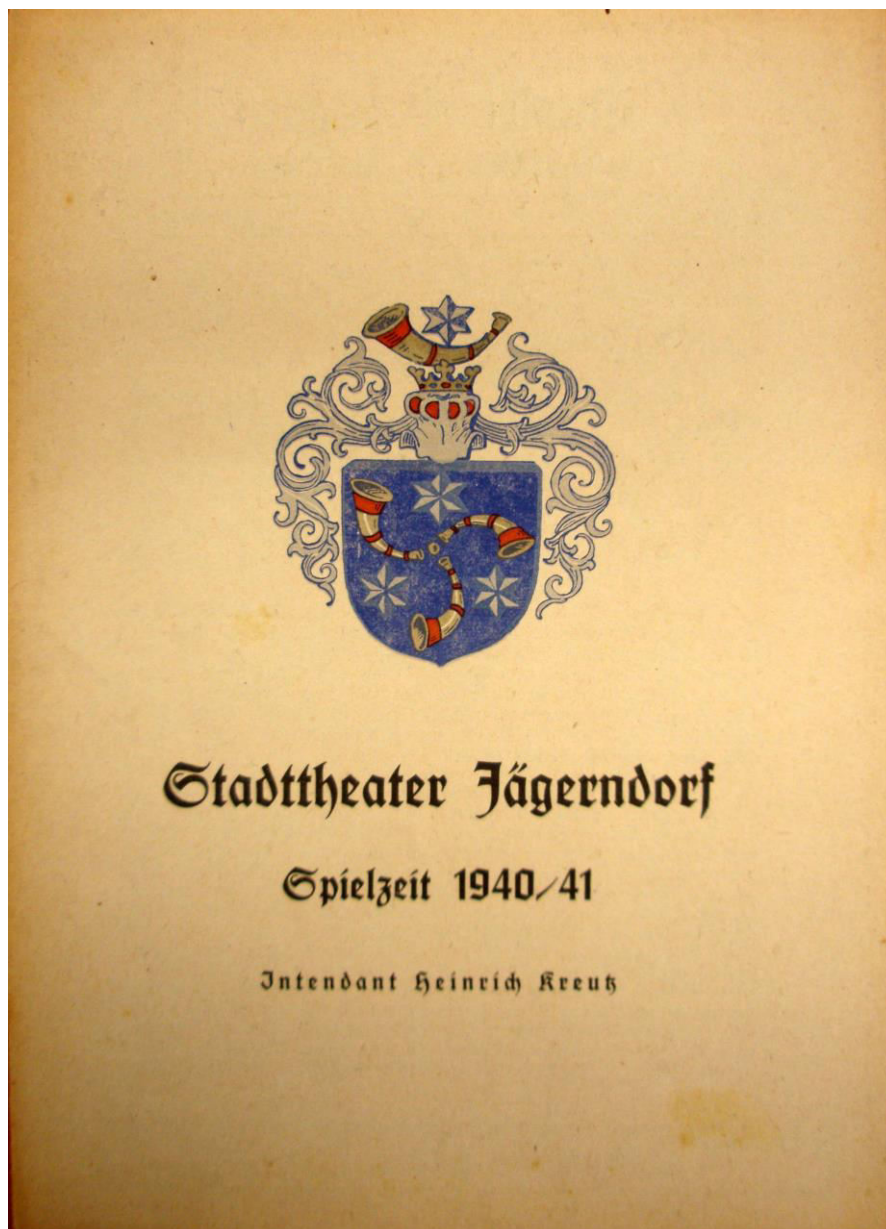 Stadttheater Jägerndorf
Spielzeit 1940/41
Intendant Heinrich Kreutz